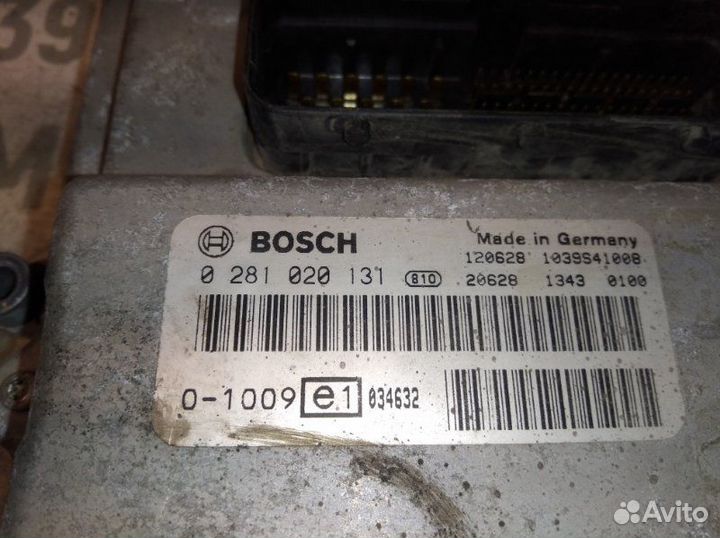 39
M
BOSCH
Made in Germany
120628 1039S41008
0 281 020 131 810 20628 1343 0100
0-1009 e1 034632
Avito